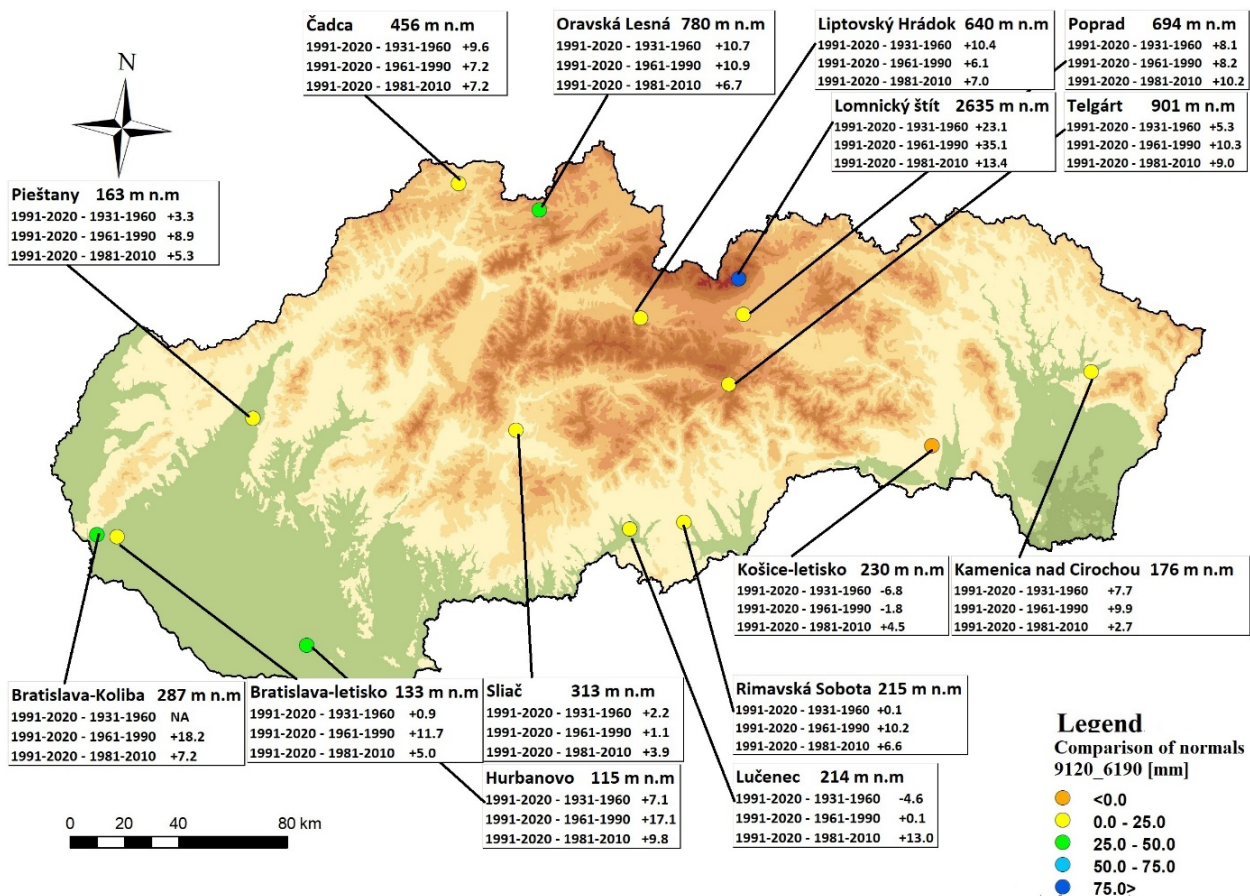 Čadca 456 m n.m
1991-2020 - 1931-1960 +9.6
1991-2020 - 1961-1990 +7.2
1991-2020 - 1981-2010 +7.2
Oravská Lesná 780 m n.m
1991-2020 - 1931-1960 +10.7
1991-2020 - 1961-1990 +10.9
1991-2020 - 1981-2010 +6.7
Liptovský Hrádok 640 m n.m
1991-2020 - 1931-1960 +10.4
1991-2020 - 1961-1990 +6.1
1991-2020 - 1981-2010 +7.0
Poprad 694 m n.m
1991-2020 - 1931-1960 +8.1
1991-2020 - 1961-1990 +8.2
1991-2020 - 1981-2010 +10.2
Lomnický štít 2635 m n.m
1991-2020 - 1931-1960 +23.1
1991-2020 - 1961-1990 +35.1
1991-2020 - 1981-2010 +13.4
Telgárt 901 m n.m
1991-2020 - 1931-1960 +5.3
1991-2020 - 1961-1990 +10.3
1991-2020 - 1981-2010 +9.0
N
Pieštany 163 m n.m
1991-2020 - 1931-1960 +3.3
1991-2020 - 1961-1990 +8.9
1991-2020 - 1981-2010 +5.3
Košice-letisko 230 m n.m
1991-2020 - 1931-1960 -6.8
1991-2020 - 1961-1990 -1.8
1991-2020 - 1981-2010 +4.5
Kamenica nad Cirochou 176 m n.m
1991-2020 - 1931-1960 +7.7
1991-2020 - 1961-1990 +9.9
1991-2020 - 1981-2010 +2.7
Bratislava-Koliba 287 m n.m
1991-2020 - 1931-1960 NA
1991-2020 - 1961-1990 +18.2
1991-2020 - 1981-2010 +7.2
Bratislava-letisko 133 m n.m
1991-2020 - 1931-1960 +0.9
1991-2020 - 1961-1990 +11.7
1991-2020 - 1981-2010 +5.0
Sliač 313 m n.m
1991-2020 - 1931-1960 +2.2
1991-2020 - 1961-1990 +1.1
1991-2020 - 1981-2010 +3.9
Rimavská Sobota 215 m n.m
1991-2020 - 1931-1960 +0.1
1991-2020 - 1961-1990 +10.2
1991-2020 - 1981-2010 +6.6
Hurbanovo 115 m n.m
1991-2020 - 1931-1960 +7.1
1991-2020 - 1961-1990 +17.1
1991-2020 - 1981-2010 +9.8
Lučenec 214 m n.m
1991-2020 - 1931-1960 -4.6
1991-2020 - 1961-1990 +0.1
1991-2020 - 1981-2010 +13.0
0 20 40 80 km
Legend
Comparison of normals
9120_6190 [mm]
<0.0
0.0 - 25.0
25.0 - 50.0
50.0 - 75.0
75.0>